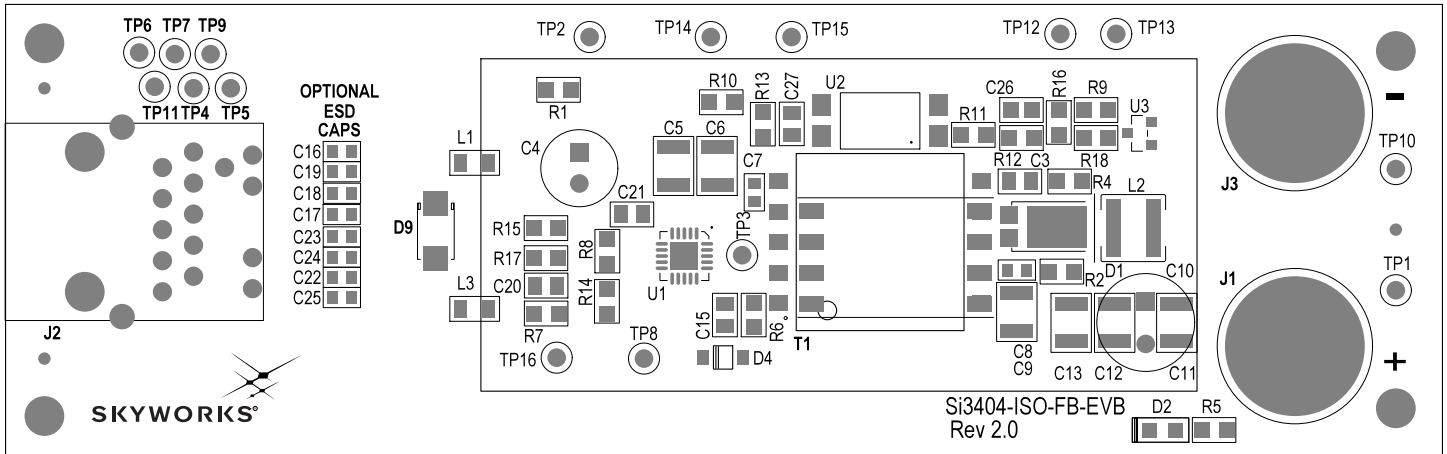 TP6 TP7 TP9
TP11 TP4 TP5
TP2 TP14 TP15 TP12 TP13
OPTIONAL
ESD
CAPS
C16
C19
C18
C17
C23
C24
C22
C25
J2
SKYWORKS®
L1
D9
L3
R1
C4
R10
R13
C27
U2
C26
R16
R9
U3
R11
C5
C6
C7
R12
C3
R18
R4
L2
C21
R15
R17
C20
R7
R8
R14
U1
TP3
C15
R6
D4
TP16
TP8
T1
R2
D1
C10
C8
C9
C13
C12
C11
J3
-
TP10
TP1
J1
+
Si3404-ISO-FB-EVB
Rev 2.0
D2
R5